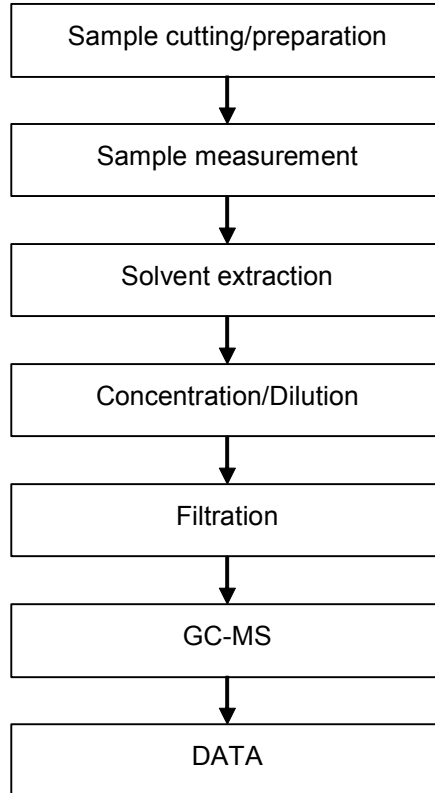 Sample cutting/preparation
Sample measurement
Solvent extraction
Concentration/Dilution
Filtration
GC-MS
DATA